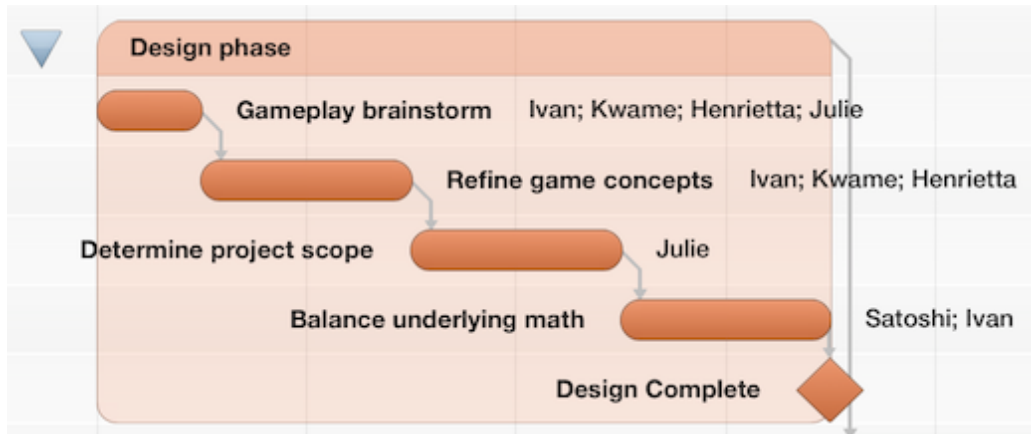 Design phase
Gameplay brainstorm Ivan; Kwame; Henrietta; Julie
Refine game concepts Ivan; Kwame; Henrietta
Determine project scope Julie
Balance underlying math Satoshi; Ivan
Design Complete